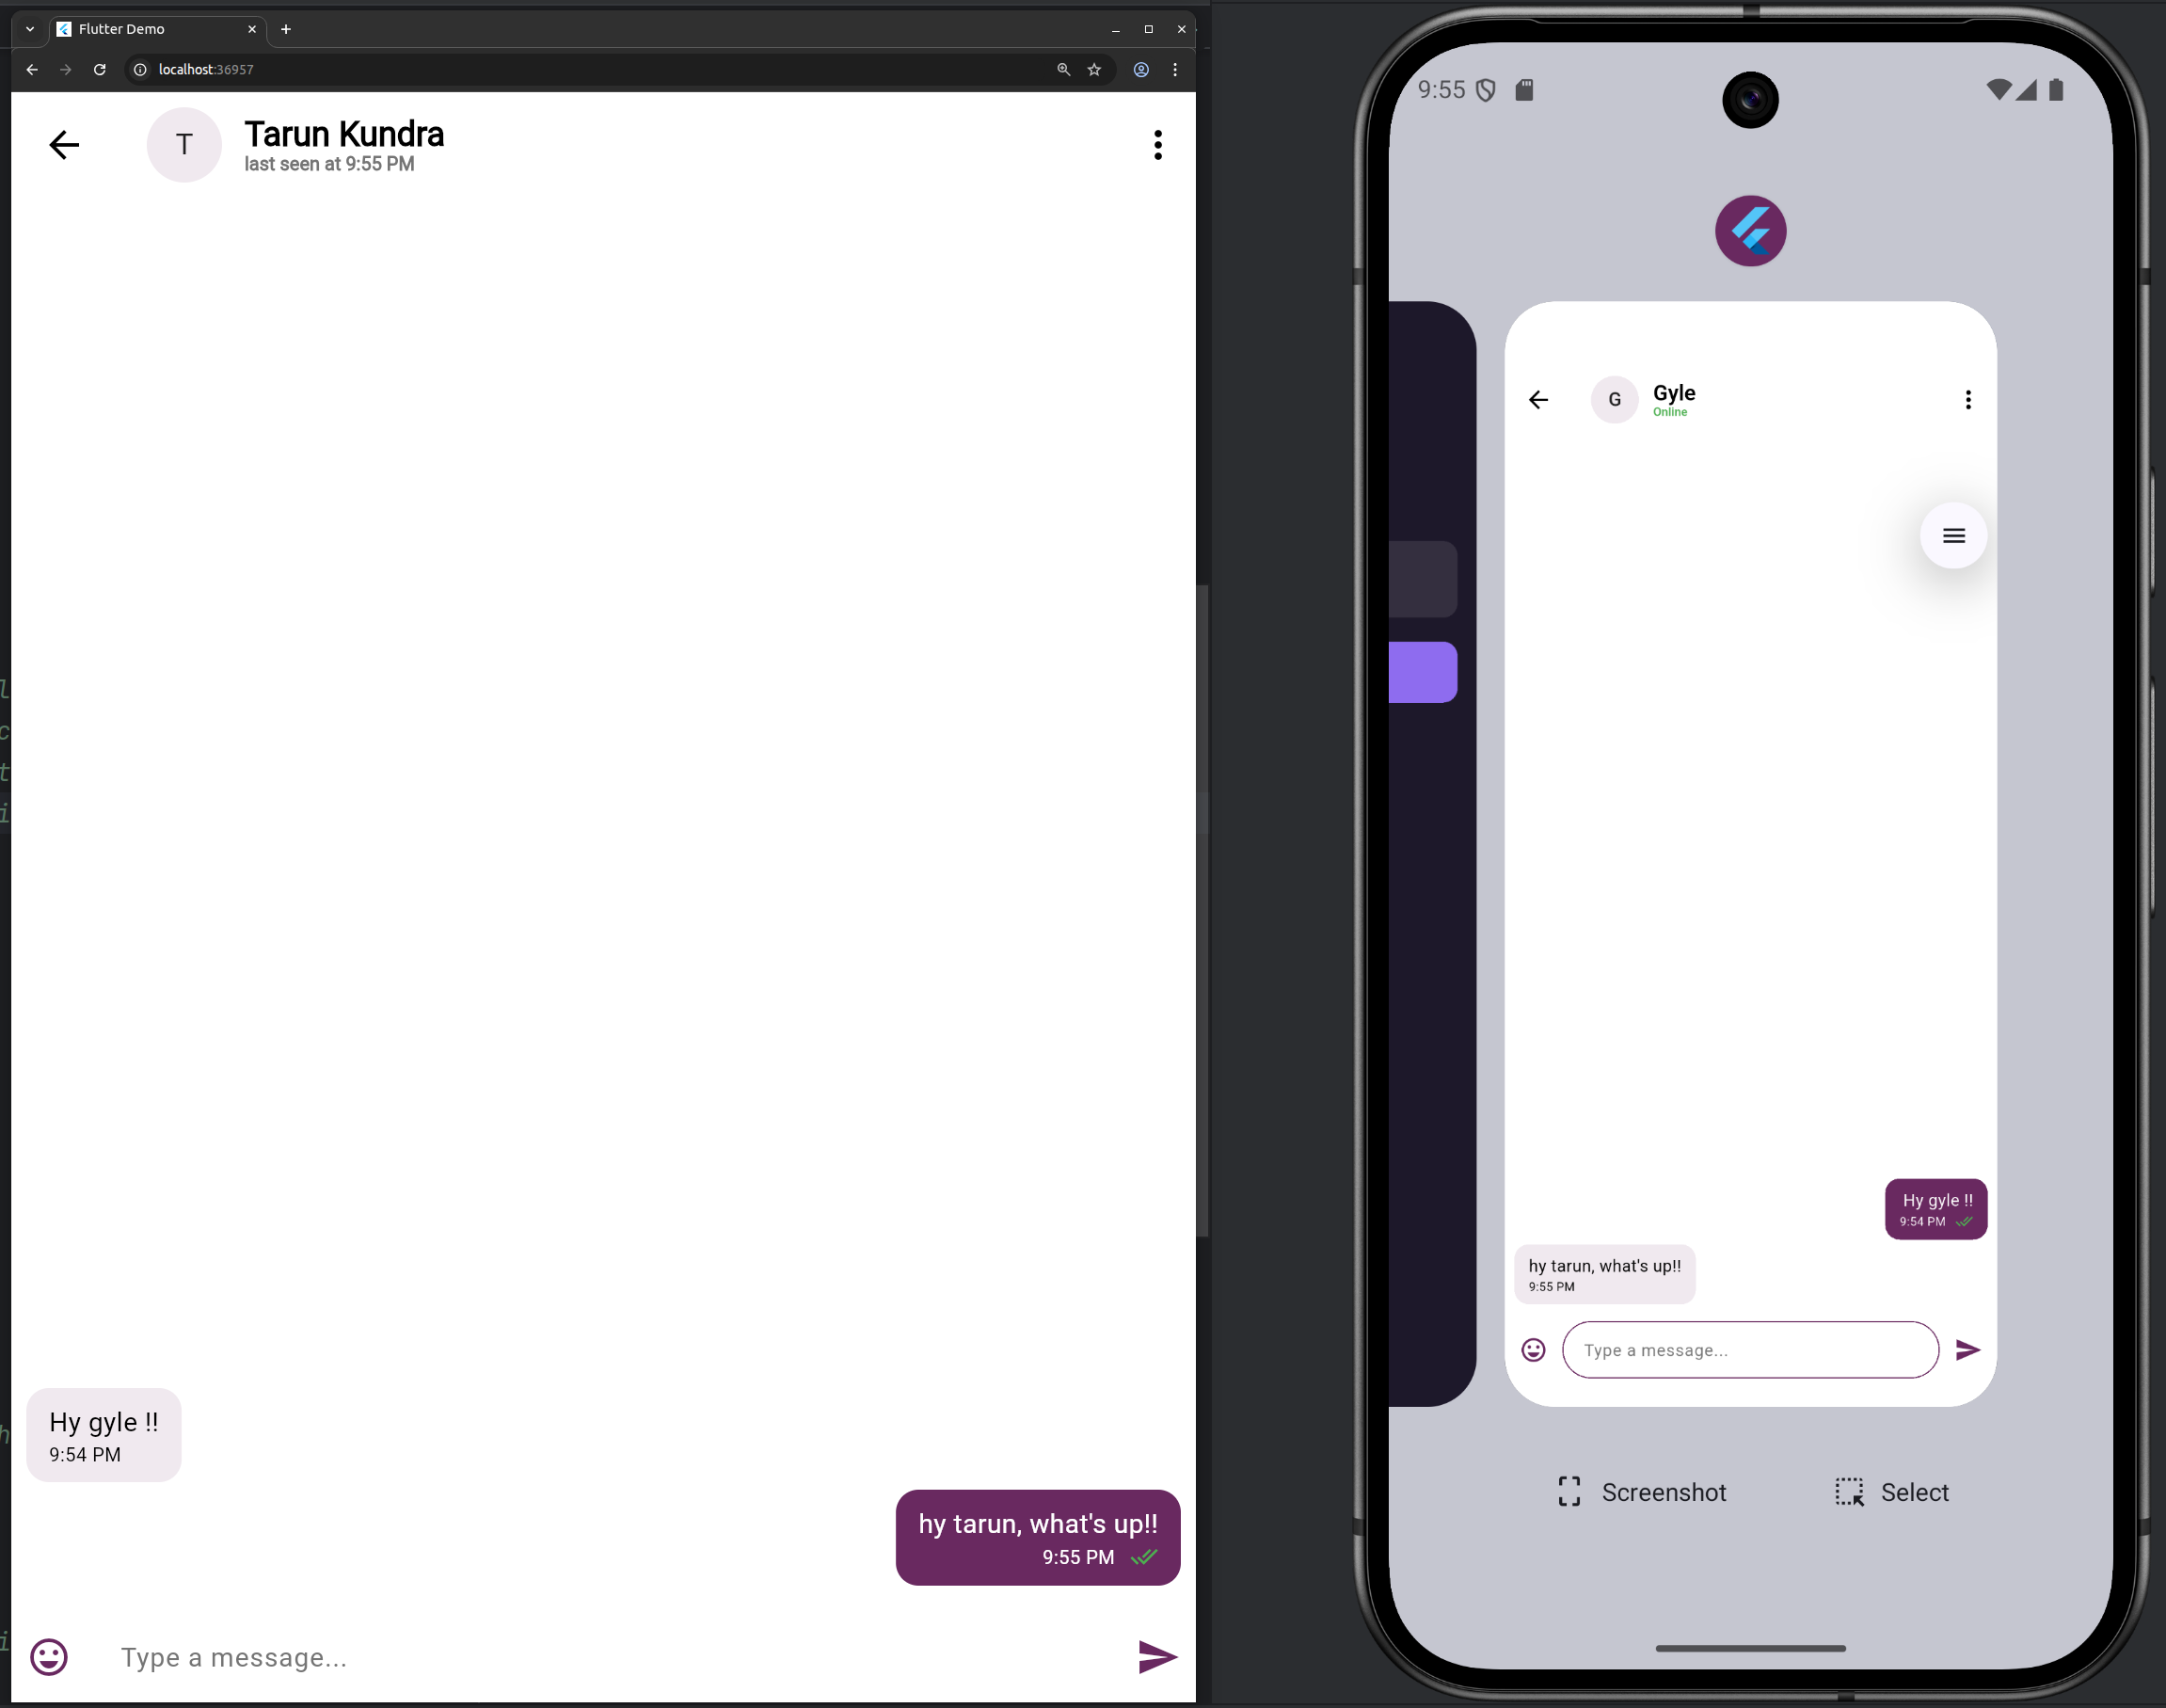 Flutter Demo
localhost:36957
T
Tarun Kundra
last seen at 9:55 PM
Hy gyle !!
9:54 PM
hy tarun, what's up!!
9:55 PM
Type a message...
9:55
G
Gyle
Online
Hy gyle !!
9:54 PM
hy tarun, what's up!!
9:55 PM
Type a message...
Screenshot
Select